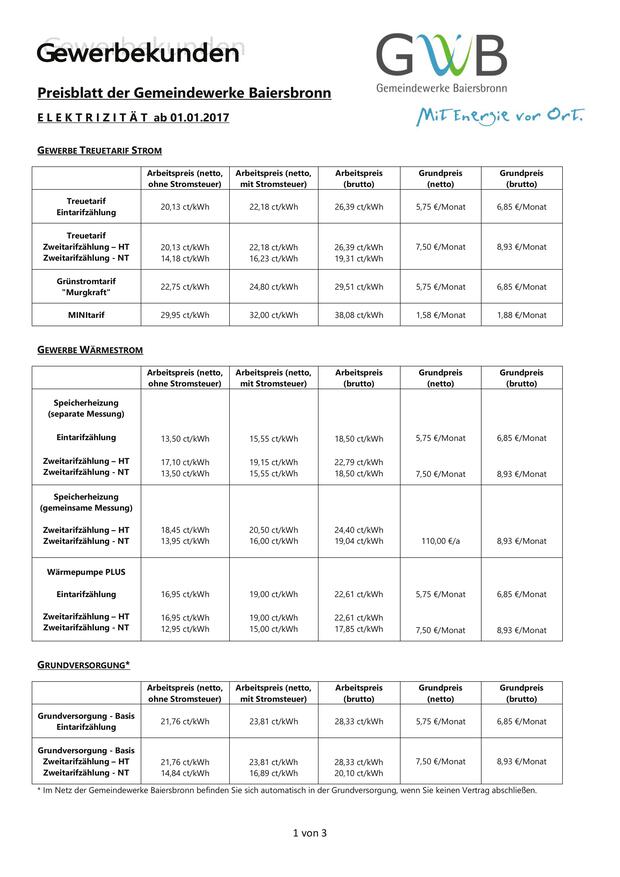 Gewerbekunden
GWB
Gemeindewerke Baiersbronn
Preisblatt der Gemeindewerke Baiersbronn
Mit Energie vor Ort.
E L E K T R I Z I T Ä T ab 01.01.2017
GEWERBE TREUETARIF STROM
Arbeitspreis (netto, Arbeitspreis (netto, Arbeitspreis Grundpreis Grundpreis
ohne Stromsteuer) mit Stromsteuer) (brutto) (netto) (brutto)
Treuetarif
Eintarifzählung 20,13 ct/kWh 22,18 ct/kWh 26,39 ct/kWh 5,75 €/Monat 6,85 €/Monat
Treuetarif
Zweitarifzählung – HT 20,13 ct/kWh 22,18 ct/kWh 26,39 ct/kWh 7,50 €/Monat 8,93 €/Monat
Zweitarifzählung - NT 14,18 ct/kWh 16,23 ct/kWh 19,31 ct/kWh
Grünstromtarif
"Murgkraft" 22,75 ct/kWh 24,80 ct/kWh 29,51 ct/kWh 5,75 €/Monat 6,85 €/Monat
MINItarif 29,95 ct/kWh 32,00 ct/kWh 38,08 ct/kWh 1,58 €/Monat 1,88 €/Monat
GEWERBE WÄRMESTROM
Arbeitspreis (netto, Arbeitspreis (netto, Arbeitspreis Grundpreis Grundpreis
ohne Stromsteuer) mit Stromsteuer) (brutto) (netto) (brutto)
Speicherheizung
(separate Messung)
Eintarifzählung 13,50 ct/kWh 15,55 ct/kWh 18,50 ct/kWh 5,75 €/Monat 6,85 €/Monat
Zweitarifzählung – HT 17,10 ct/kWh 19,15 ct/kWh 22,79 ct/kWh
Zweitarifzählung - NT 13,50 ct/kWh 15,55 ct/kWh 18,50 ct/kWh 7,50 €/Monat 8,93 €/Monat
Speicherheizung
(gemeinsame Messung)
Zweitarifzählung – HT 18,45 ct/kWh 20,50 ct/kWh 24,40 ct/kWh
Zweitarifzählung - NT 13,95 ct/kWh 16,00 ct/kWh 19,04 ct/kWh 110,00 €/a 8,93 €/Monat
Wärmepumpe PLUS
Eintarifzählung 16,95 ct/kWh 19,00 ct/kWh 22,61 ct/kWh 5,75 €/Monat 6,85 €/Monat
Zweitarifzählung – HT 16,95 ct/kWh 19,00 ct/kWh 22,61 ct/kWh
Zweitarifzählung - NT 12,95 ct/kWh 15,00 ct/kWh 17,85 ct/kWh 7,50 €/Monat 8,93 €/Monat
GRUNDVERSORGUNG*
Arbeitspreis (netto, Arbeitspreis (netto, Arbeitspreis Grundpreis Grundpreis
ohne Stromsteuer) mit Stromsteuer) (brutto) (netto) (brutto)
Grundversorgung - Basis
Eintarifzählung 21,76 ct/kWh 23,81 ct/kWh 28,33 ct/kWh 5,75 €/Monat 6,85 €/Monat
Grundversorgung - Basis
Zweitarifzählung – HT 21,76 ct/kWh 23,81 ct/kWh 28,33 ct/kWh 7,50 €/Monat 8,93 €/Monat
Zweitarifzählung - NT 14,84 ct/kWh 16,89 ct/kWh 20,10 ct/kWh
* Im Netz der Gemeindewerke Baiersbronn befinden Sie sich automatisch in der Grundversorgung, wenn Sie keinen Vertrag abschließen.
1 von 3